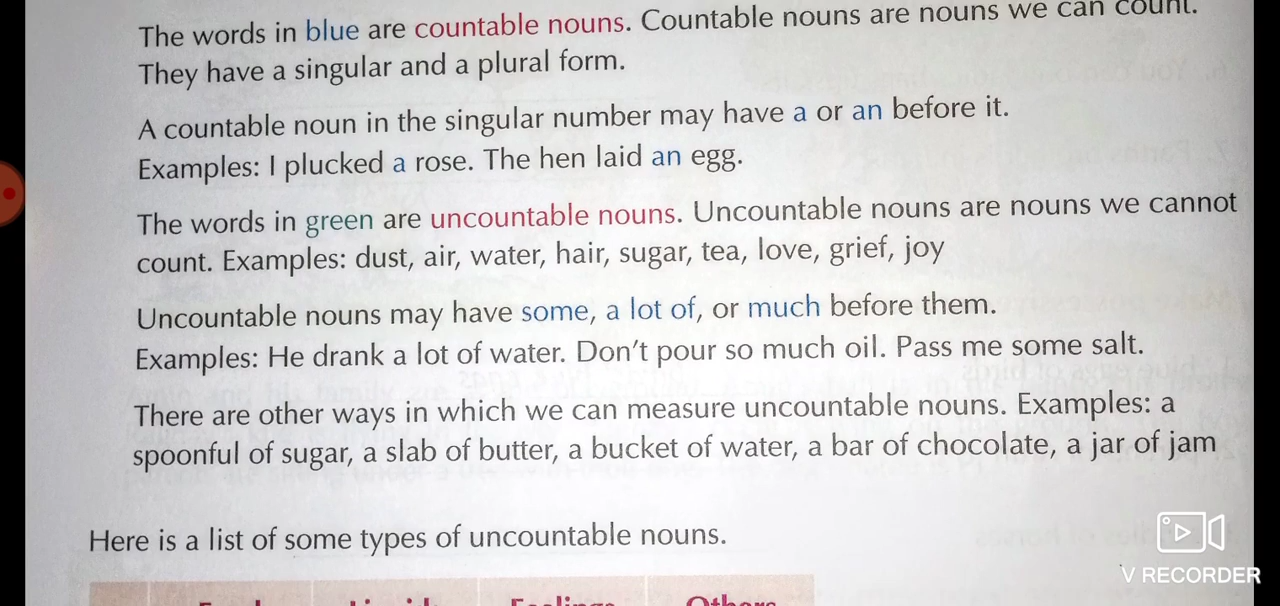 The words in blue are countable nouns. Countable nouns are nouns we can count.
They have a singular and a plural form.
A countable noun in the singular number may have a or an before it.
Examples: I plucked a rose. The hen laid an egg.
The words in green are uncountable nouns. Uncountable nouns are nouns we cannot
count. Examples: dust, air, water, hair, sugar, tea, love, grief, joy
Uncountable nouns may have some, a lot of, or much before them.
Examples: He drank a lot of water. Don't pour so much oil. Pass me some salt.
There are other ways in which we can measure uncountable nouns. Examples: a
spoonful of sugar, a slab of butter, a bucket of water, a bar of chocolate, a jar of jam
Here is a list of some types of uncountable nouns.
Feelings Others
V RECORDER